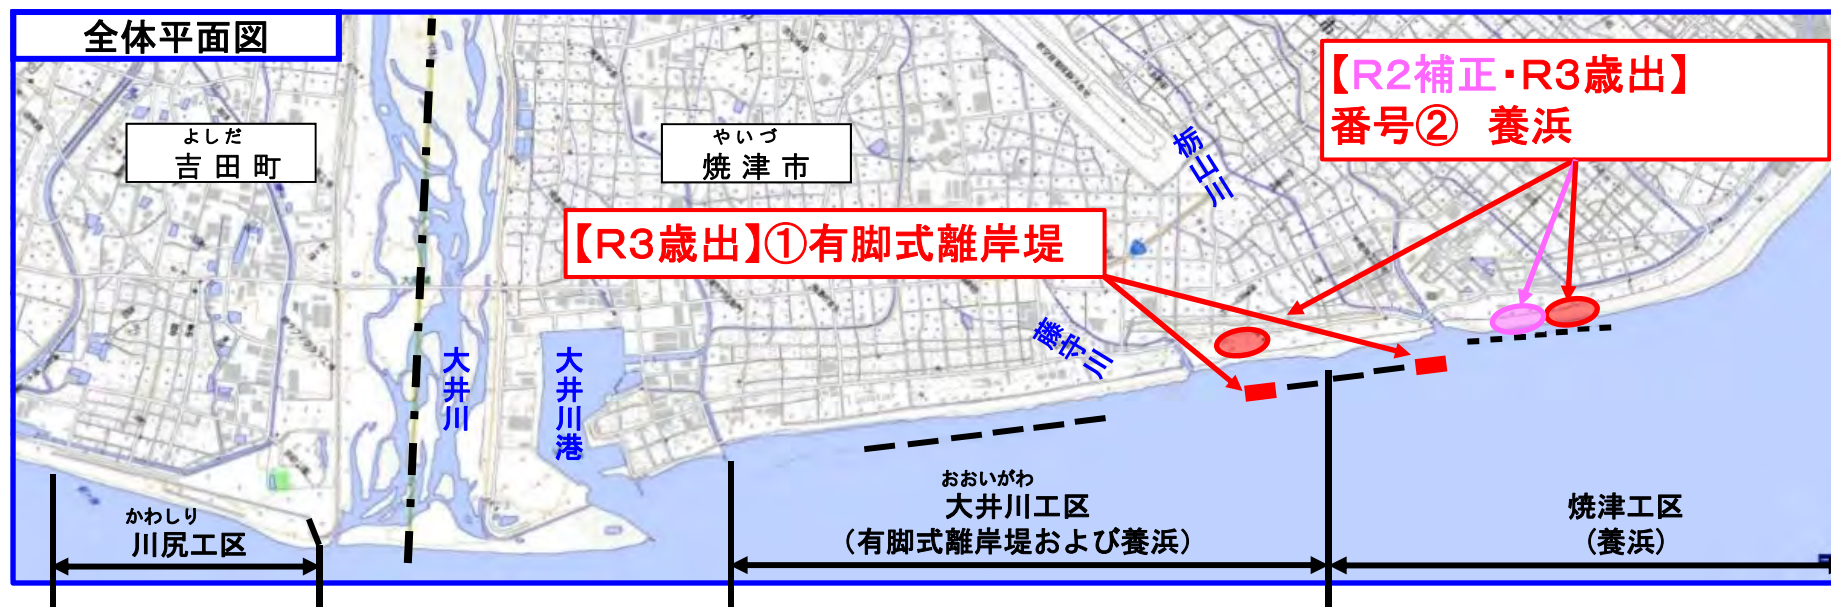 全体平面図
【R2補正・R3歳出】
番号② 養浜
よしだ
吉田町
やいづ
焼津市
栃山川
【R3歳出】①有脚式離岸堤
藤守川
大井川
大井川港
おおいがわ
大井川工区
(有脚式離岸堤および養浜)
焼津工区
(養浜)
かわしり
川尻工区